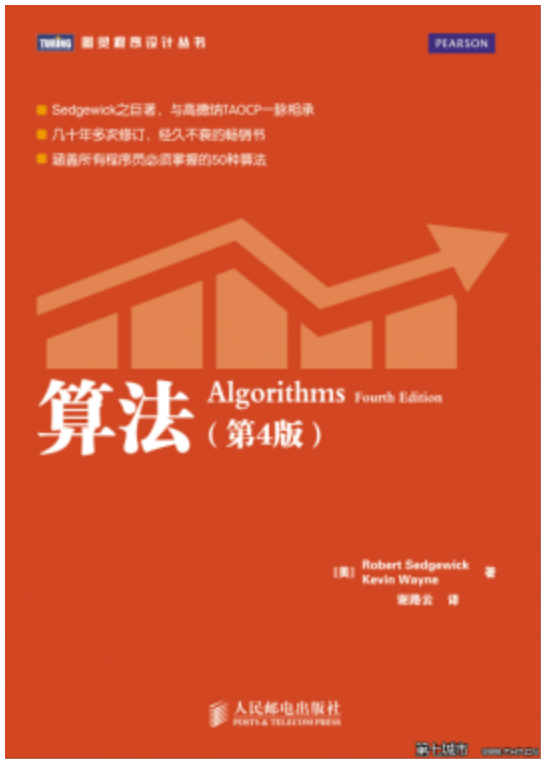 TURING 图灵程序设计丛书
PEARSON
Sedgewick之巨著，与高德纳TAOCP一脉相承
几十年多次修订，经久不衰的畅销书
涵盖所有程序员必须掌握的50种算法
算法
Algorithms Fourth Edition
（第4版）
[美] Robert Sedgewick
Kevin Wayne 著
谢路云 译
人民邮电出版社
POSTS & TELECOM PRESS
第七城市